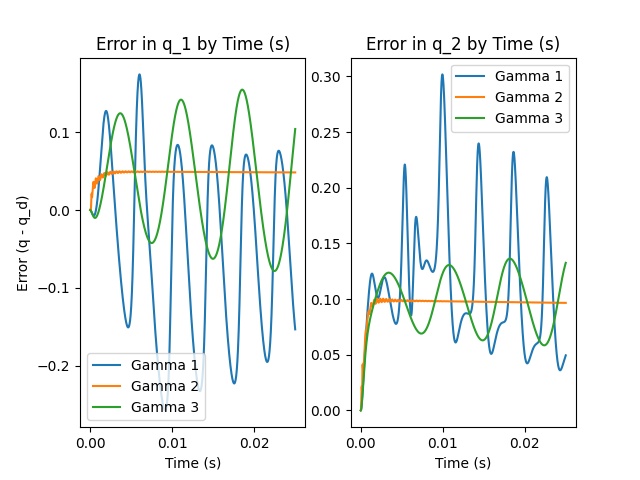 Error in q_1 by Time (s)
Error (q - q_d)
0.1
0.0
−0.1
−0.2
Gamma 1
Gamma 2
Gamma 3
0.00
0.01
0.02
Time (s)
Error in q_2 by Time (s)
Gamma 1
Gamma 2
Gamma 3
0.30
0.25
0.20
0.15
0.10
0.05
0.00
0.00
0.01
0.02
Time (s)